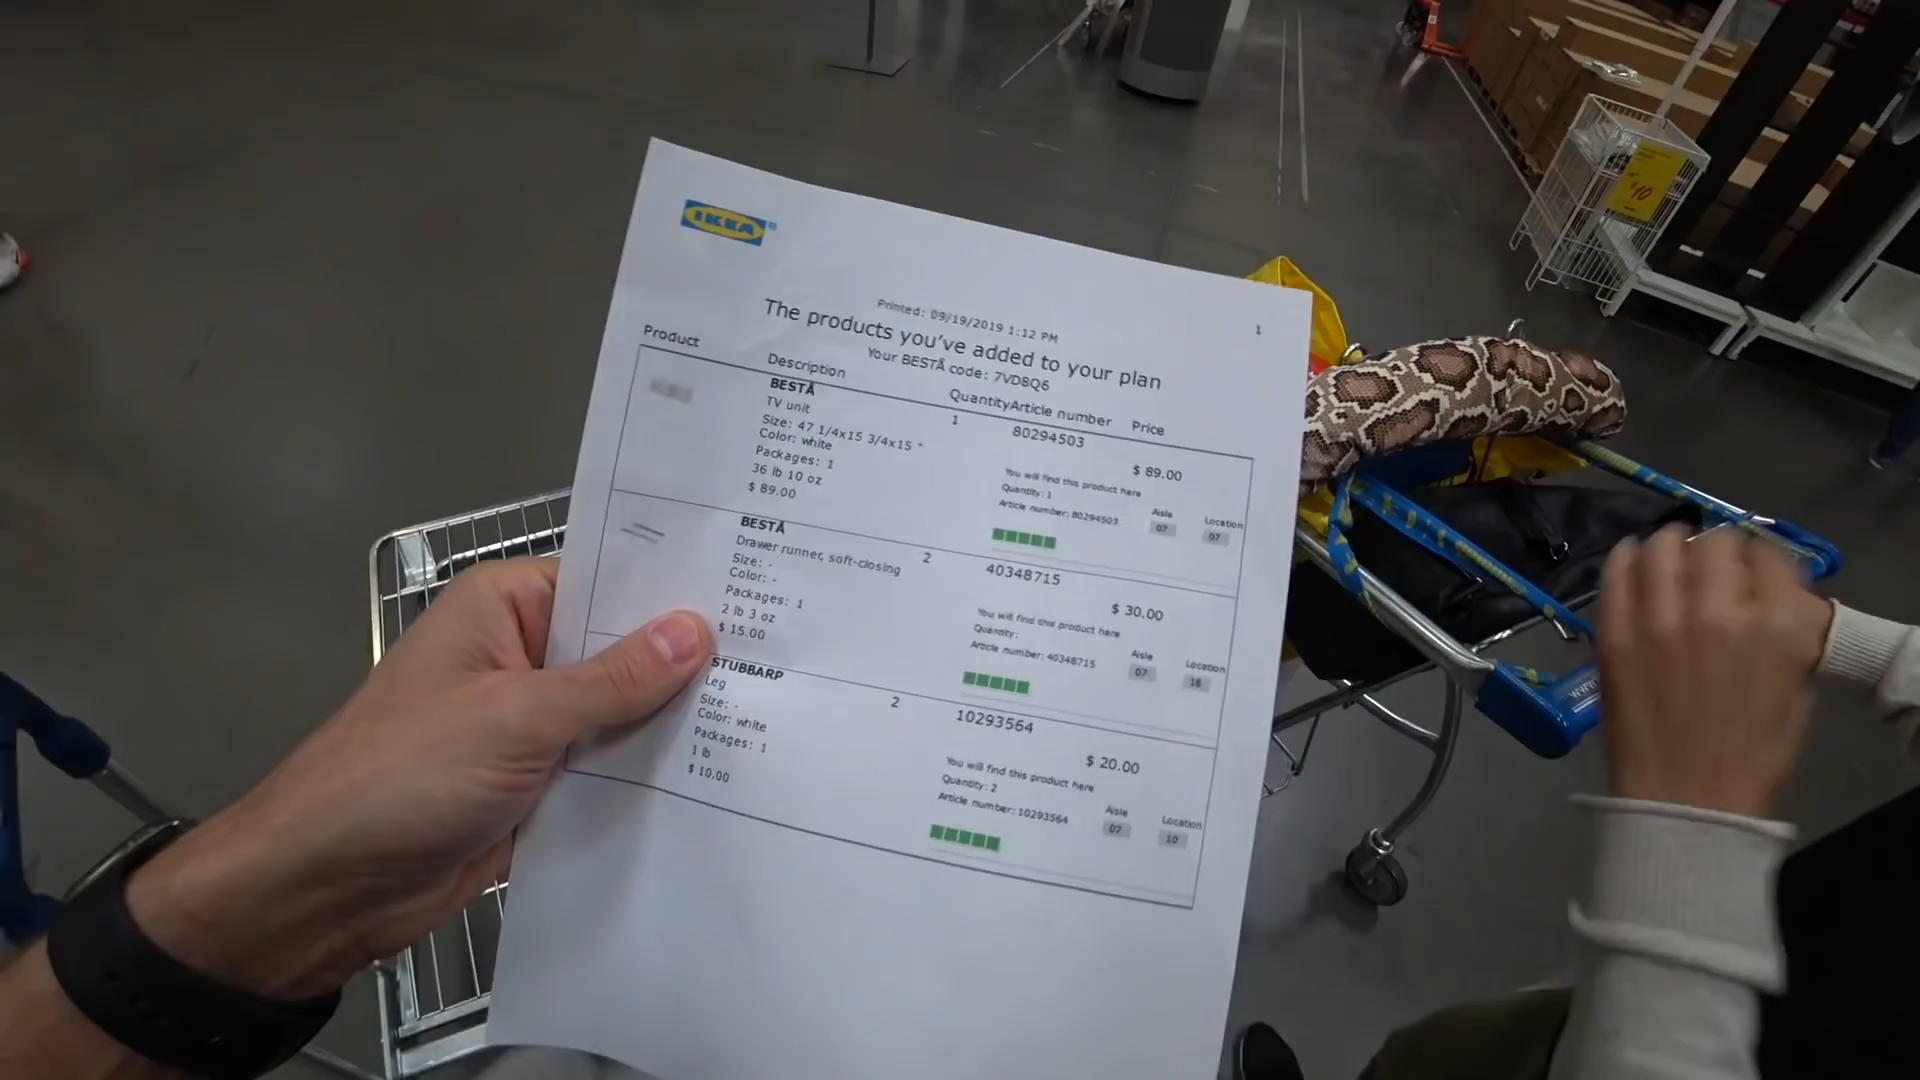 IKEA
Printed: 09/19/2019 1:12 PM
1
The products you've added to your plan
Your BESTÅ code: 7VD8Q6
Product Description Quantity Article number Price
BESTÅ 1 80294503 $ 89.00
TV unit
Size: 47 1/4x15 3/4x15 "
Color: white
Packages: 1
36 lb 10 oz
$ 89.00
You will find this product here
Quantity: 1
Article number: 80294503
Aisle Location
07 07
BESTÅ 2 40348715 $ 30.00
Drawer runner, soft-closing
Size: -
Color: -
Packages: 1
2 lb 3 oz
$ 15.00
You will find this product here
Quantity:
Article number: 40348715
Aisle Location
07 16
STUBBARP 2 10293564 $ 20.00
Leg
Size: -
Color: white
Packages: 1
1 lb
$ 10.00
You will find this product here
Quantity: 2
Article number: 10293564
Aisle Location
07 10
$10
www.